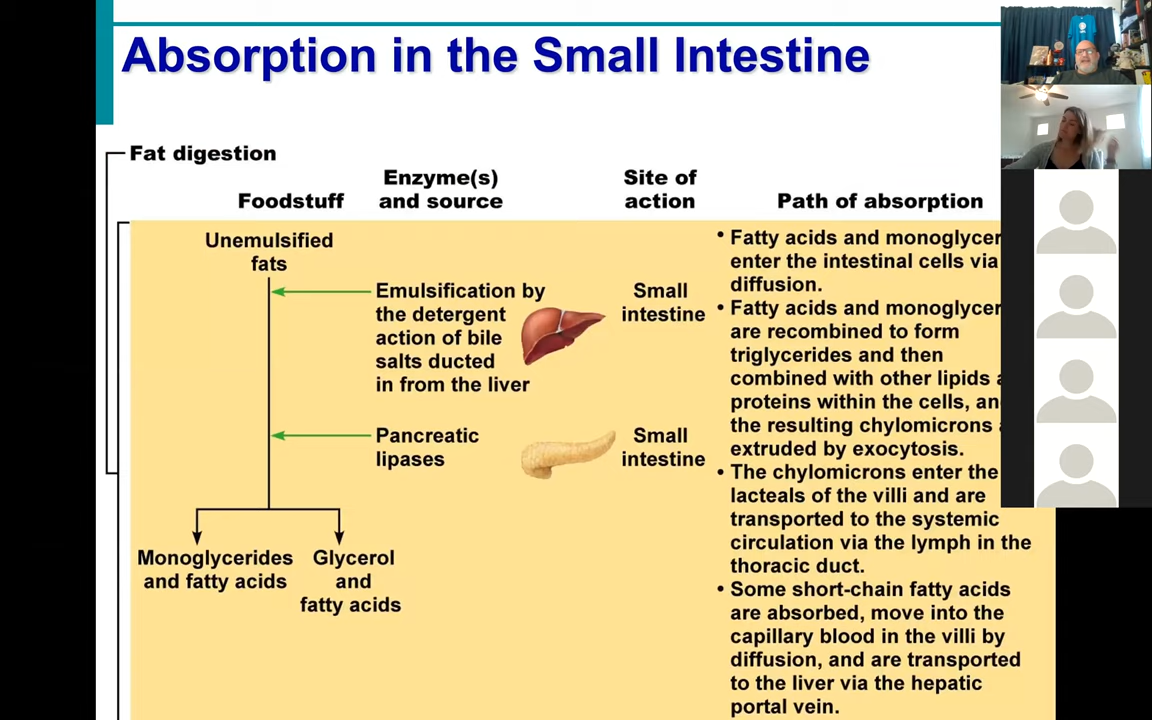 Absorption in the Small Intestine
Fat digestion
Foodstuff
Enzyme(s)
and source
Site of
action
Path of absorption
Unemulsified
fats
Emulsification by
the detergent
action of bile
salts ducted
in from the liver
Small
intestine
Pancreatic
lipases
Small
intestine
Monoglycerides
and fatty acids
Glycerol
and
fatty acids
• Fatty acids and monoglycer
enter the intestinal cells via
diffusion.
• Fatty acids and monoglycer
are recombined to form
triglycerides and then
combined with other lipids
proteins within the cells, an
the resulting chylomicrons
extruded by exocytosis.
• The chylomicrons enter the
lacteals of the villi and are
transported to the systemic
circulation via the lymph in the
thoracic duct.
• Some short-chain fatty acids
are absorbed, move into the
capillary blood in the villi by
diffusion, and are transported
to the liver via the hepatic
portal vein.